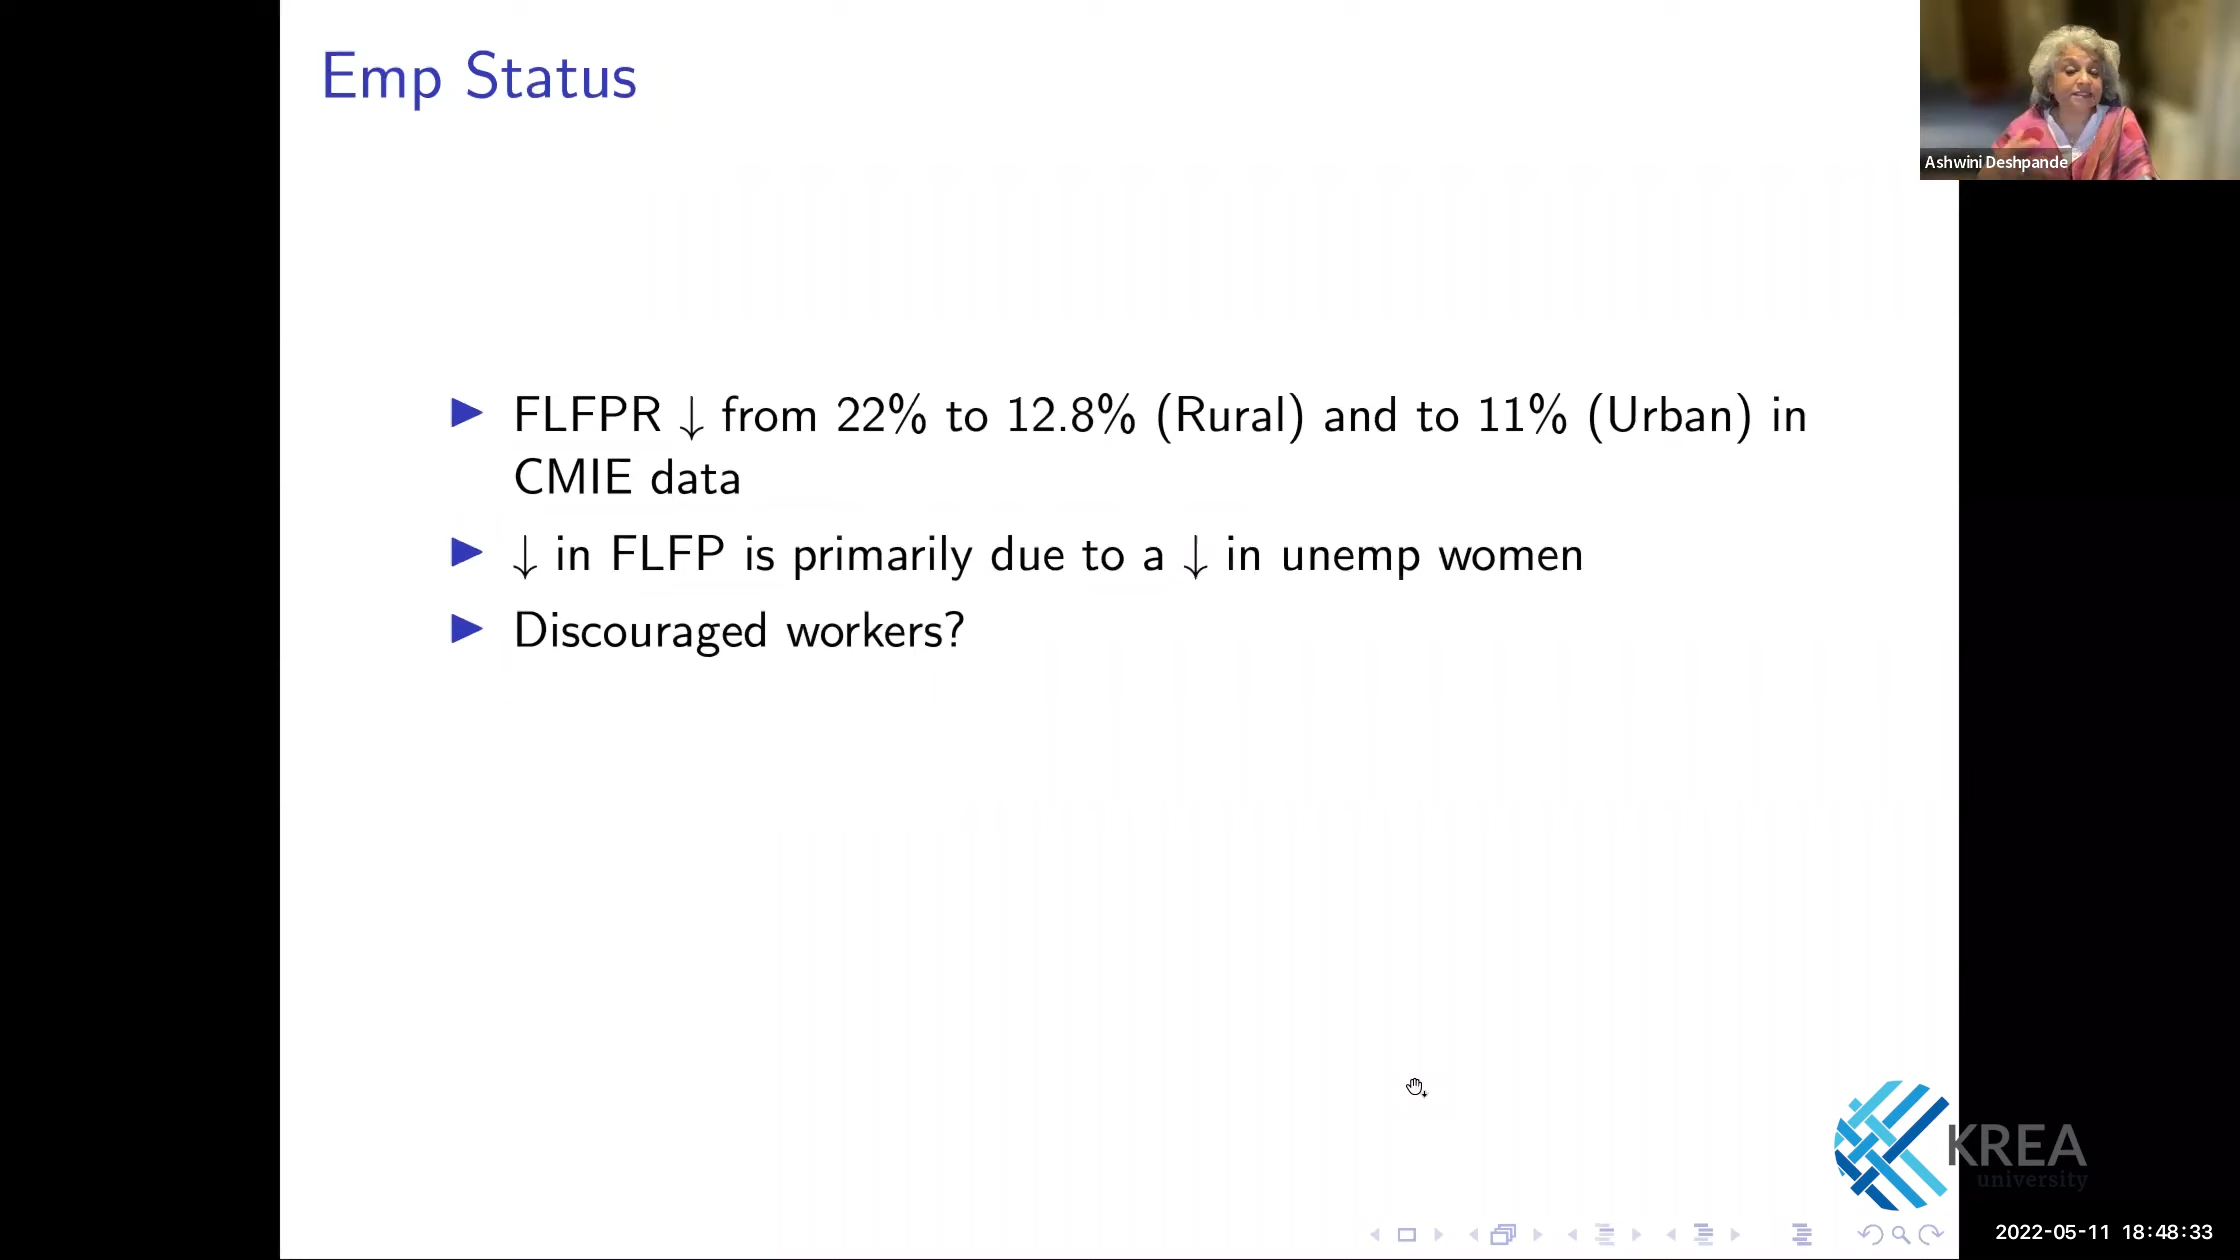 Emp Status
Ashwini Deshpande
▶ FLFPR ↓ from 22% to 12.8% (Rural) and to 11% (Urban) in
CMIE data
▶ ↓ in FLFP is primarily due to a ↓ in unemp women
▶ Discouraged workers?
KREA
university
2022-05-11 18:48:33